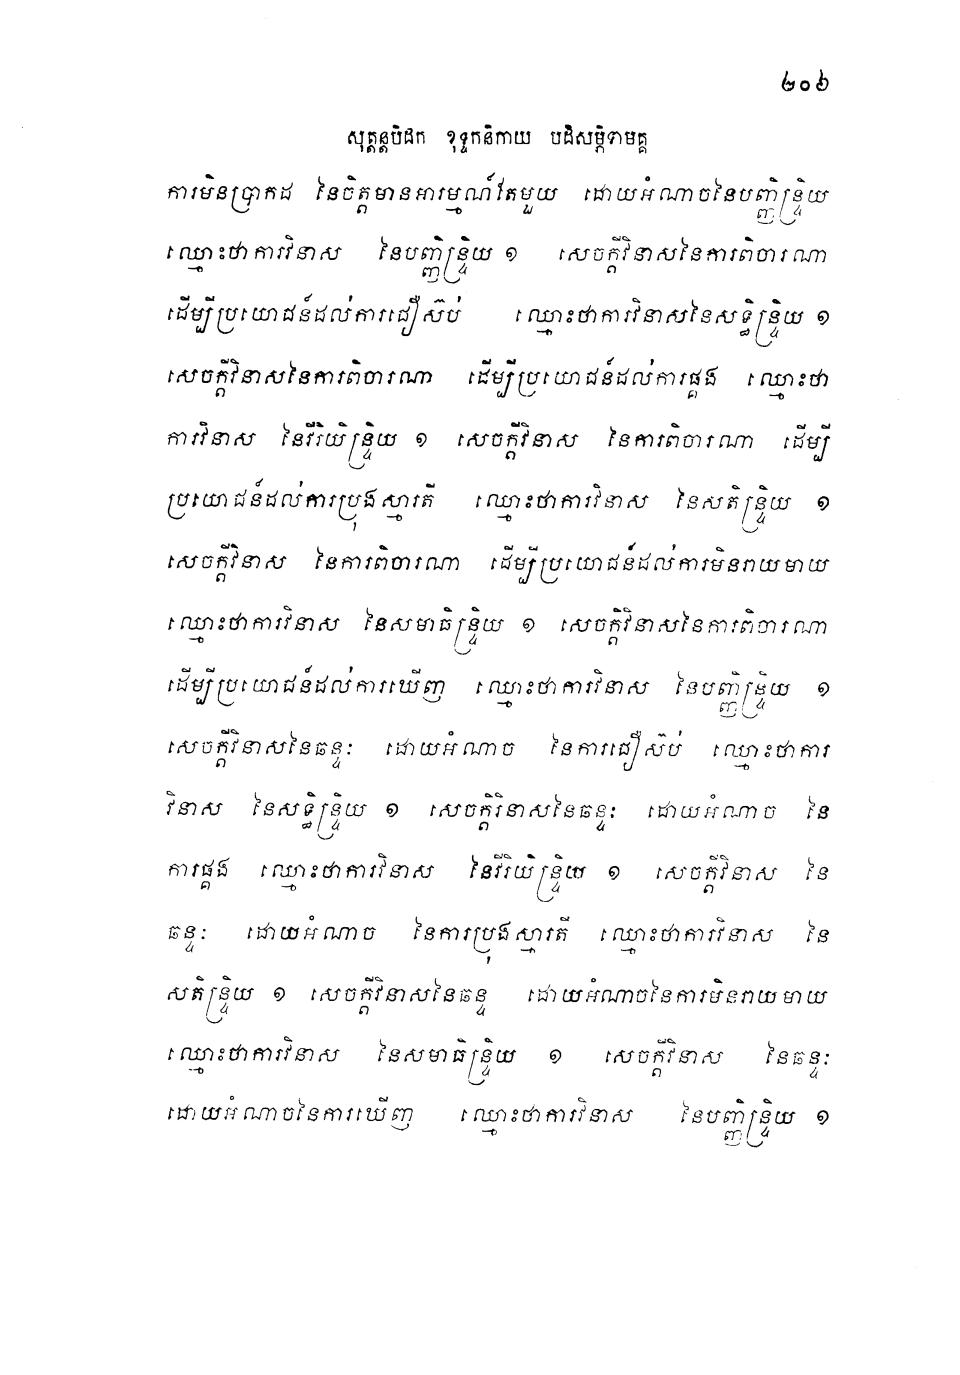 ២០៦
សុត្តន្តបិដក ខុទ្ទកនិកាយ បដិសម្ភិទាមគ្គ
ការមិនប្រាកដ នៃចិត្តមានអារម្មណ៍តែមួយ ដោយអំណាចនៃបញ្ញិន្ទ្រិយ
ឈ្មោះថាការវិនាស នៃបញ្ញិន្ទ្រិយ ១ សេចក្តីវិនាសនៃការពិចារណា
ដើម្បីប្រយោជន៍ដល់ការជឿស៊ប់ ឈ្មោះថាការវិនាសនៃសទ្ធិន្ទ្រិយ ១
សេចក្តីវិនាសនៃការពិចារណា ដើម្បីប្រយោជន៍ដល់ការផ្គង ឈ្មោះថា
ការវិនាស នៃវីរិយិន្ទ្រិយ ១ សេចក្តីវិនាស នៃការពិចារណា ដើម្បី
ប្រយោជន៍ដល់ការប្រុងស្មារតី ឈ្មោះថាការវិនាស នៃសតិន្ទ្រិយ ១
សេចក្តីវិនាស នៃការពិចារណា ដើម្បីប្រយោជន៍ដល់ការមិនរាយមាយ
ឈ្មោះថាការវិនាស នៃសមាធិន្ទ្រិយ ១ សេចក្តិវិនាសនៃការពិចារណា
ដើម្បីប្រយោជន៍ដល់ការឃើញ ឈ្មោះថាការវិនាស នៃបញ្ញិន្ទ្រិយ ១
សេចក្តីវិនាសនៃឆន្ទៈ ដោយអំណាច នៃការជឿស៊ប់ ឈ្មោះថាការ
វិនាស នៃសទ្ធិន្ទ្រិយ ១ សេចក្តិវិនាសនៃឆន្ទៈ ដោយអំណាច នៃ
ការផ្គង ឈ្មោះថាការវិនាស នៃវីរិយិន្ទ្រិយ ១ សេចក្តីវិនាស នៃ
ឆន្ទៈ ដោយអំណាច នៃការប្រុងស្មារតី ឈ្មោះថាការវិនាស នៃ
សតិន្ទ្រិយ ១ សេចក្តីវិនាសនៃឆន្ទ ដោយអំណាចនៃការមិនរាយមាយ
ឈ្មោះថាការវិនាស នៃសមាធិន្ទ្រិយ ១ សេចក្តីវិនាស នៃឆន្ទៈ
ដោយអំណាចនៃការឃើញ ឈ្មោះថាការវិនាស នៃបញ្ញិន្ទ្រិយ ១